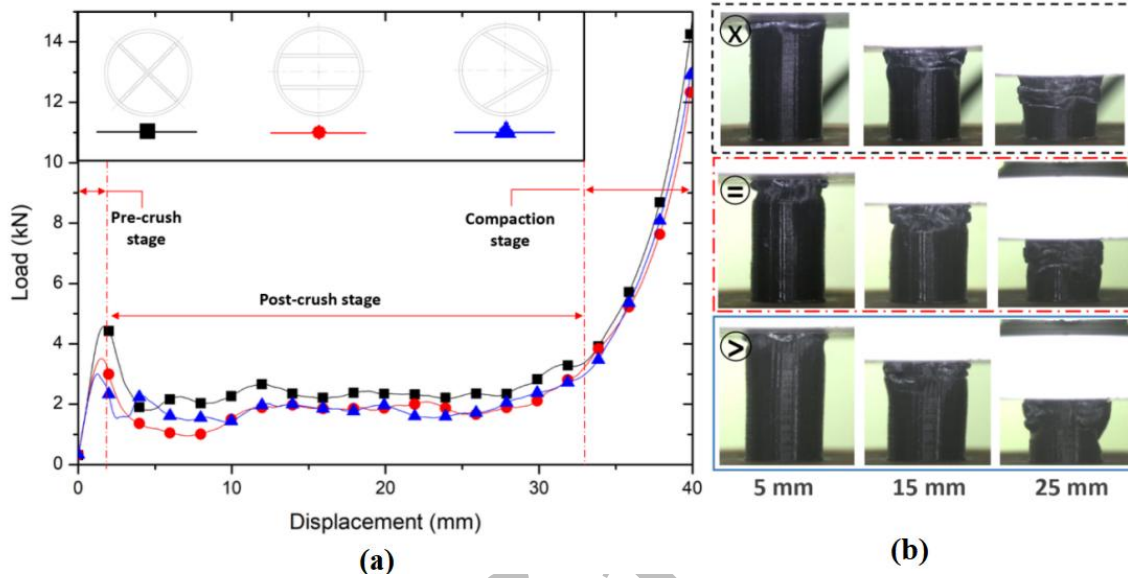 14
12
10
8
6
4
2
0
Load (kN)
Pre-crush
stage
Compaction
stage
Post-crush stage
0
10
20
30
40
Displacement (mm)
(a)
X
=
>
5 mm
15 mm
25 mm
(b)